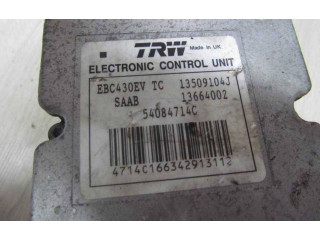 TRW Made in UK
ELECTRONIC CONTROL UNIT
EBC430EV TC 13509104J
SAAB 13664002
54084714C
4714C16634291311